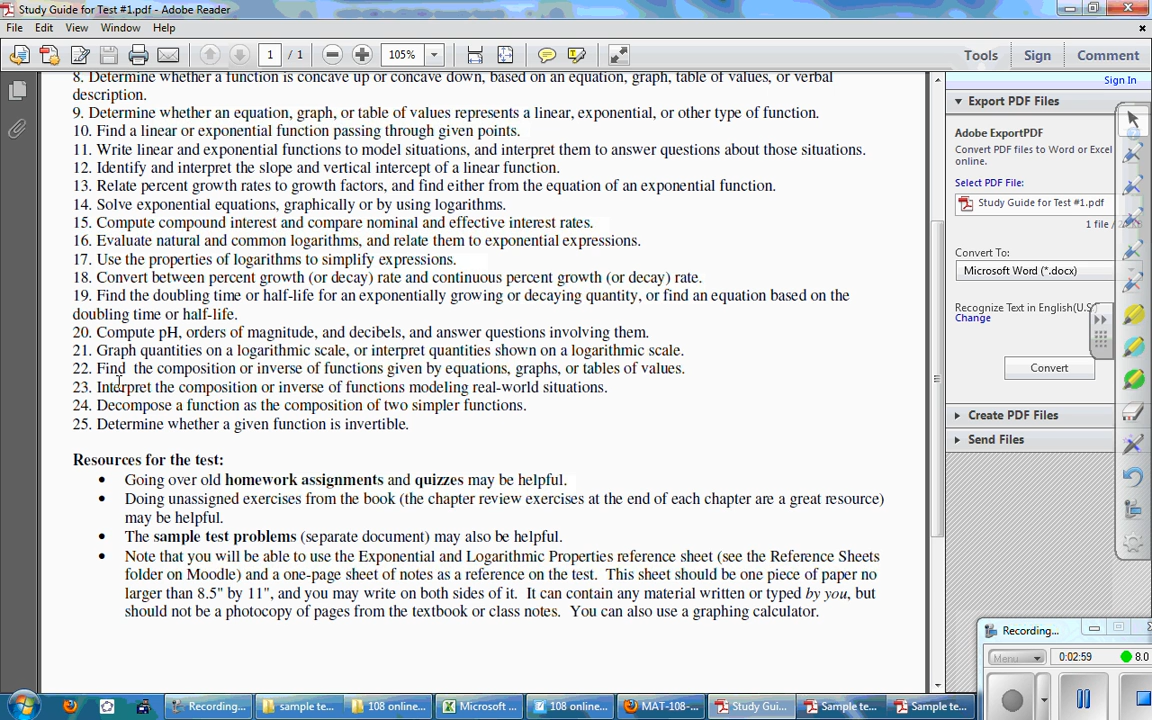 Study Guide for Test #1.pdf - Adobe Reader
File Edit View Window Help
1 / 1 105% Tools Sign Comment
Sign In
8. Determine whether a function is concave up or concave down, based on an equation, graph, table of values, or verbal
description.
9. Determine whether an equation, graph, or table of values represents a linear, exponential, or other type of function.
10. Find a linear or exponential function passing through given points.
11. Write linear and exponential functions to model situations, and interpret them to answer questions about those situations.
12. Identify and interpret the slope and vertical intercept of a linear function.
13. Relate percent growth rates to growth factors, and find either from the equation of an exponential function.
14. Solve exponential equations, graphically or by using logarithms.
15. Compute compound interest and compare nominal and effective interest rates.
16. Evaluate natural and common logarithms, and relate them to exponential expressions.
17. Use the properties of logarithms to simplify expressions.
18. Convert between percent growth (or decay) rate and continuous percent growth (or decay) rate.
19. Find the doubling time or half-life for an exponentially growing or decaying quantity, or find an equation based on the
doubling time or half-life.
20. Compute pH, orders of magnitude, and decibels, and answer questions involving them.
21. Graph quantities on a logarithmic scale, or interpret quantities shown on a logarithmic scale.
22. Find the composition or inverse of functions given by equations, graphs, or tables of values.
23. Interpret the composition or inverse of functions modeling real-world situations.
24. Decompose a function as the composition of two simpler functions.
25. Determine whether a given function is invertible.
Resources for the test:
• Going over old homework assignments and quizzes may be helpful.
• Doing unassigned exercises from the book (the chapter review exercises at the end of each chapter are a great resource)
may be helpful.
• The sample test problems (separate document) may also be helpful.
• Note that you will be able to use the Exponential and Logarithmic Properties reference sheet (see the Reference Sheets
folder on Moodle) and a one-page sheet of notes as a reference on the test. This sheet should be one piece of paper no
larger than 8.5" by 11", and you may write on both sides of it. It can contain any material written or typed by you, but
should not be a photocopy of pages from the textbook or class notes. You can also use a graphing calculator.
Export PDF Files
Adobe ExportPDF
Convert PDF files to Word or Excel
online.
Select PDF File:
Study Guide for Test #1.pdf
1 file /
Convert To:
Microsoft Word (*.docx)
Recognize Text in English(U.S.)
Change
Convert
Create PDF Files
Send Files
Recording...
Menu 0:02:59 8.0
Recording... sample te... 108 online... Microsoft ... 108 online... MAT-108-... Study Gui... Sample te... Sample te...